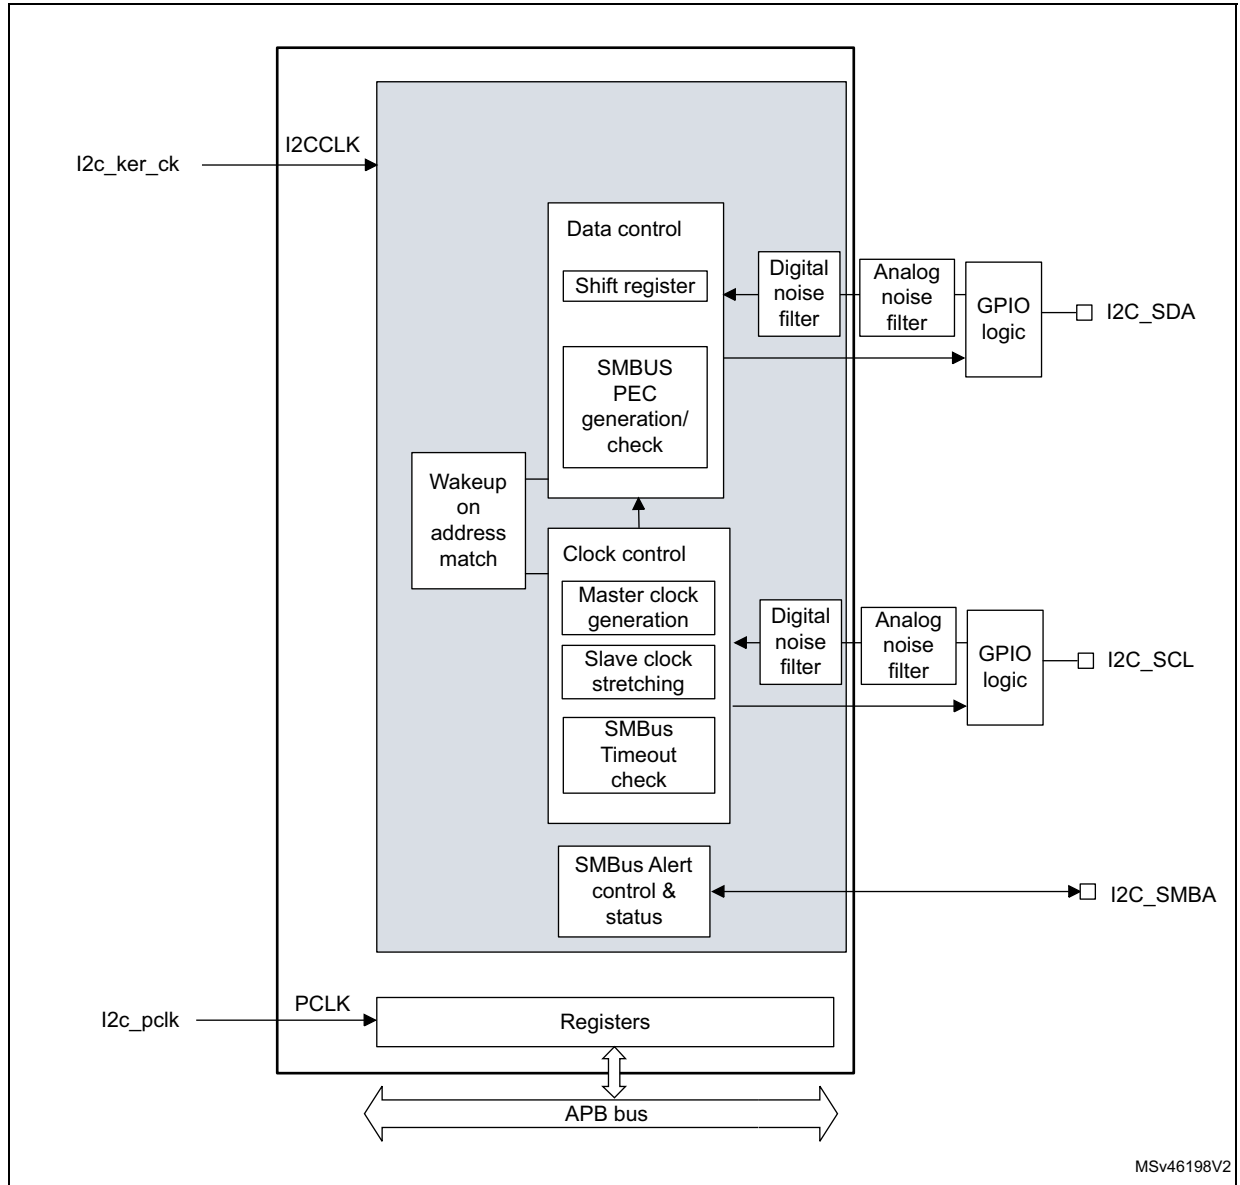 I2CCLK
I2c_ker_ck
Data control
Shift register
SMBUS
PEC
generation/
check
Digital
noise
filter
Analog
noise
filter
GPIO
logic
I2C_SDA
Wakeup
on
address
match
Clock control
Master clock
generation
Slave clock
stretching
SMBus
Timeout
check
Digital
noise
filter
Analog
noise
filter
GPIO
logic
I2C_SCL
SMBus Alert
control &
status
I2C_SMBA
PCLK
I2c_pclk
Registers
APB bus
MSv46198V2